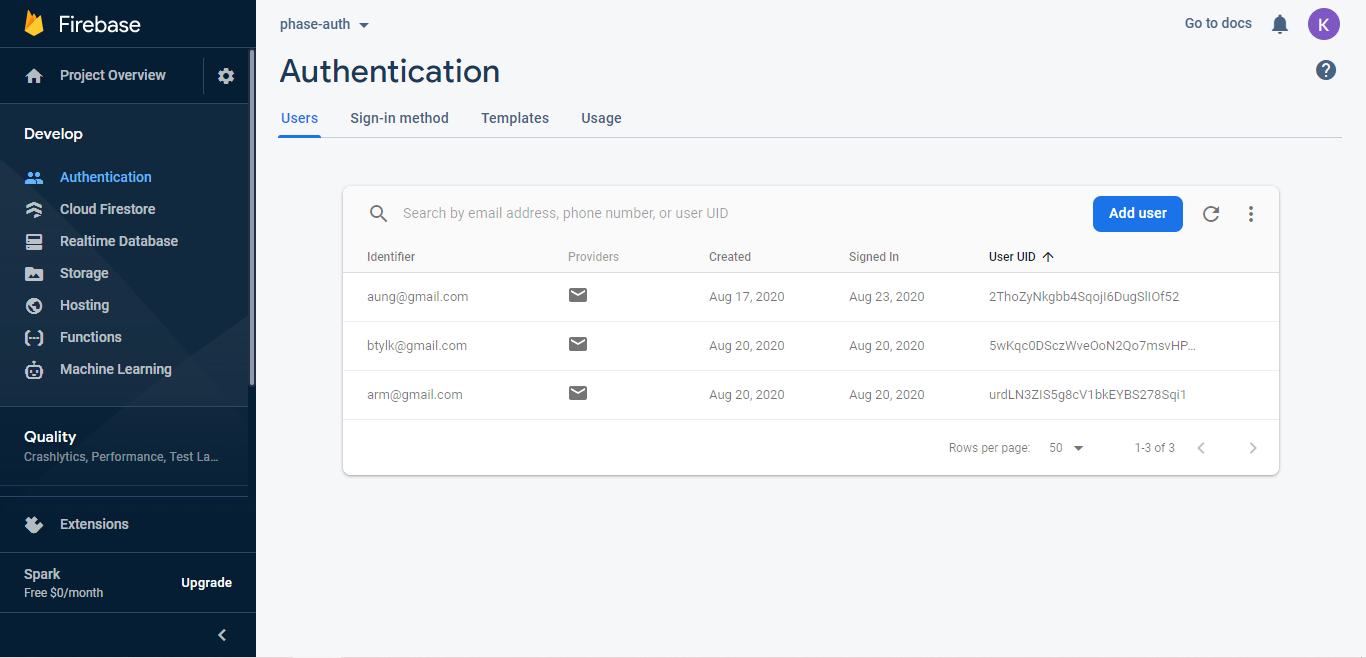 Firebase
Project Overview
Develop
Authentication
Cloud Firestore
Realtime Database
Storage
Hosting
Functions
Machine Learning
Quality
Crashlytics, Performance, Test La...
Extensions
Spark
Free $0/month
Upgrade
phase-auth
Go to docs
K
Authentication
?
Users Sign-in method Templates Usage
Search by email address, phone number, or user UID
Add user
Identifier Providers Created Signed In User UID
aung@gmail.com Aug 17, 2020 Aug 23, 2020 2ThoZyNkgbb4SqojI6DugSlIOf52
btylk@gmail.com Aug 20, 2020 Aug 20, 2020 5wKqc0DSczWveOoN2Qo7msvHP...
arm@gmail.com Aug 20, 2020 Aug 20, 2020 urdLN3ZIS5g8cV1bkEYBS278Sqi1
Rows per page: 50 1-3 of 3